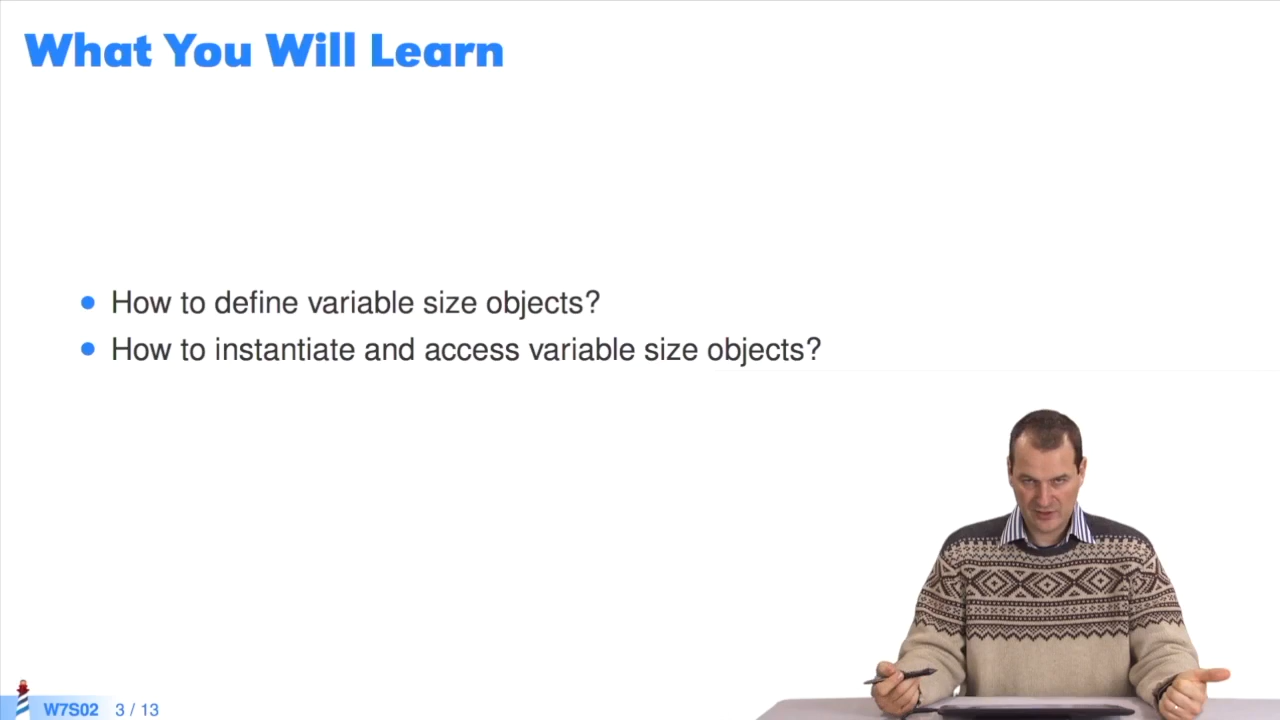 What You Will Learn
How to define variable size objects?
How to instantiate and access variable size objects?
W7S02 3 / 13